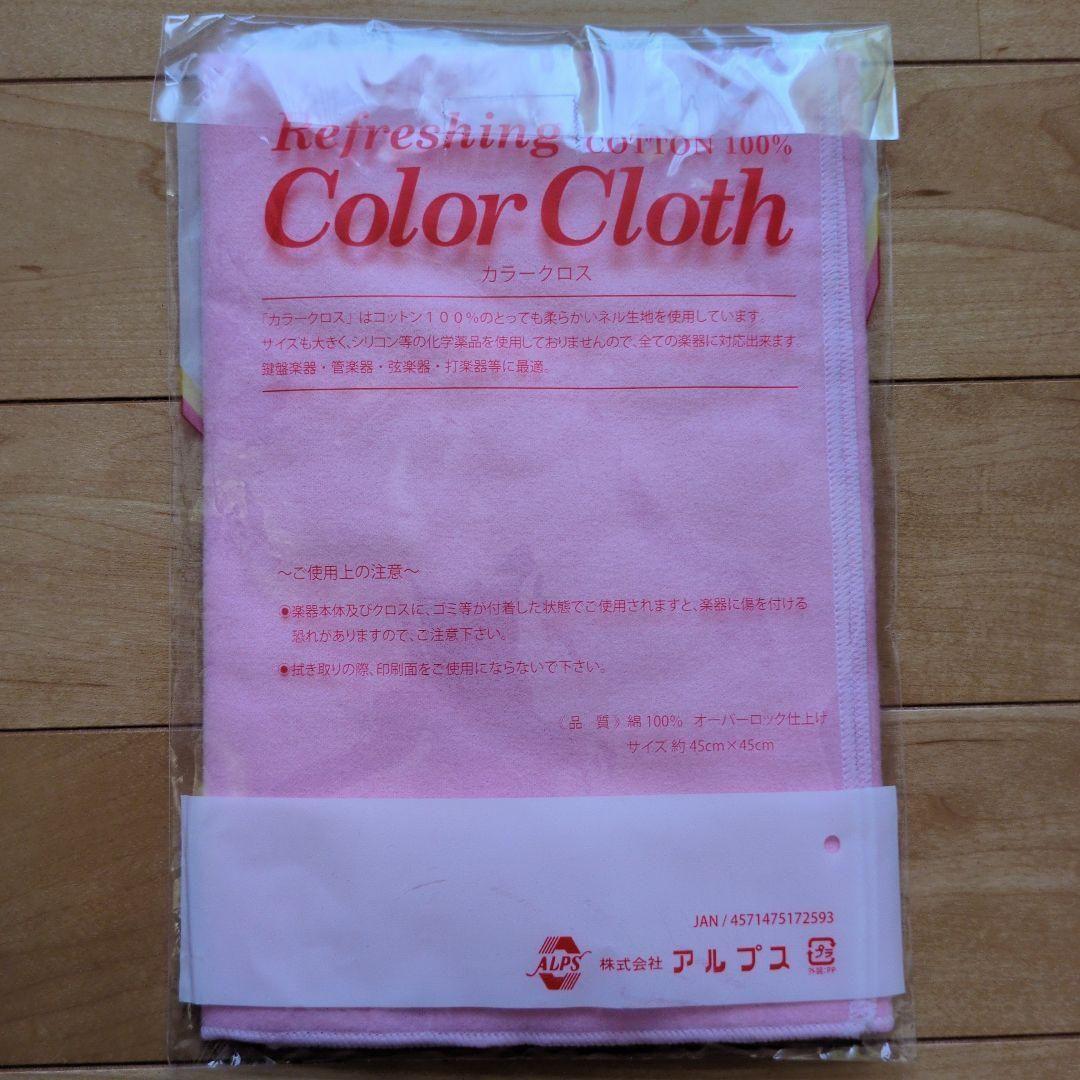 Refreshing COTTON 100%
Color Cloth
カラークロス
「カラークロス」はコットン１００％のとっても柔らかいネル生地を使用しています。
サイズも大きく、シリコン等の化学薬品を使用しておりませんので、全ての楽器に対応出来ます。
鍵盤楽器・管楽器・弦楽器・打楽器等に最適。
～ご使用上の注意～
●楽器本体及びクロスに、ゴミ等が付着した状態でご使用されますと、楽器に傷を付ける
恐れがありますので、ご注意下さい。
●拭き取りの際、印刷面をご使用にならないで下さい。
《品 質》綿 100% オーバーロック仕上げ
サイズ 約 45cm×45cm
JAN / 4571475172593
ALPS 株式会社 アルプス プラ
外装:PP